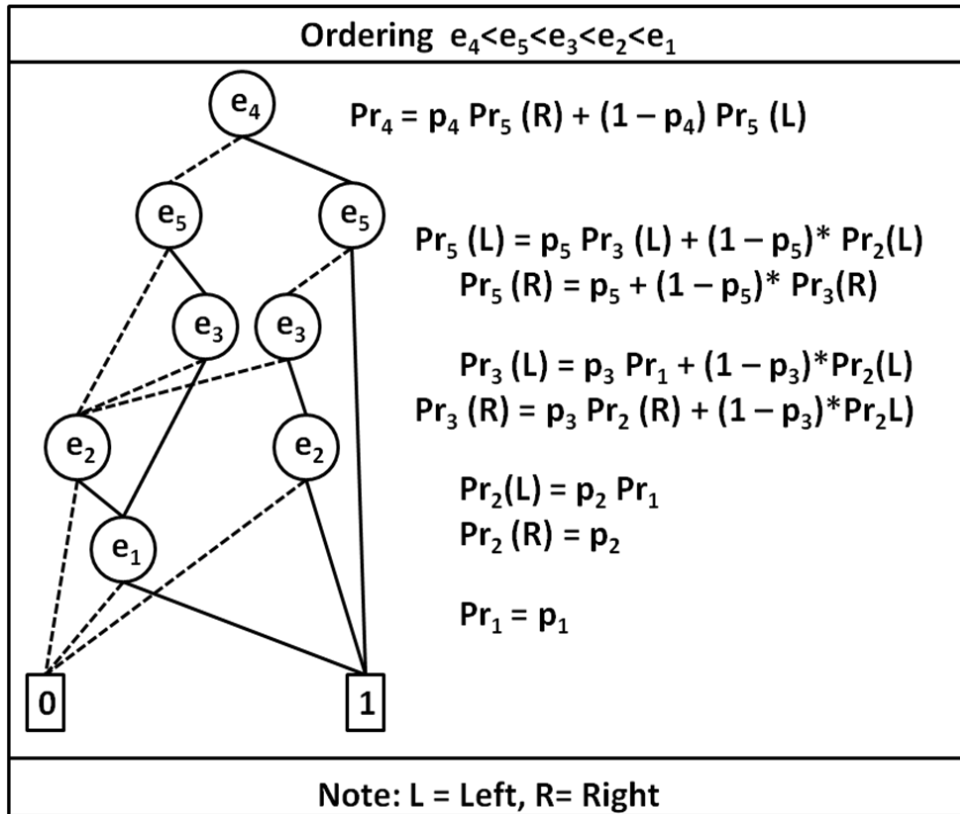 Ordering e₄<e₅<e₃<e₂<e₁
e₄
Pr₄ = p₄ Pr₅ (R) + (1 – p₄) Pr₅ (L)
e₅ e₅
Pr₅ (L) = p₅ Pr₃ (L) + (1 – p₅)* Pr₂(L)
Pr₅ (R) = p₅ + (1 – p₅)* Pr₃(R)
e₃ e₃
Pr₃ (L) = p₃ Pr₁ + (1 – p₃)*Pr₂(L)
Pr₃ (R) = p₃ Pr₂ (R) + (1 – p₃)*Pr₂L)
e₂ e₂
Pr₂(L) = p₂ Pr₁
Pr₂ (R) = p₂
e₁
Pr₁ = p₁
0 1
Note: L = Left, R= Right